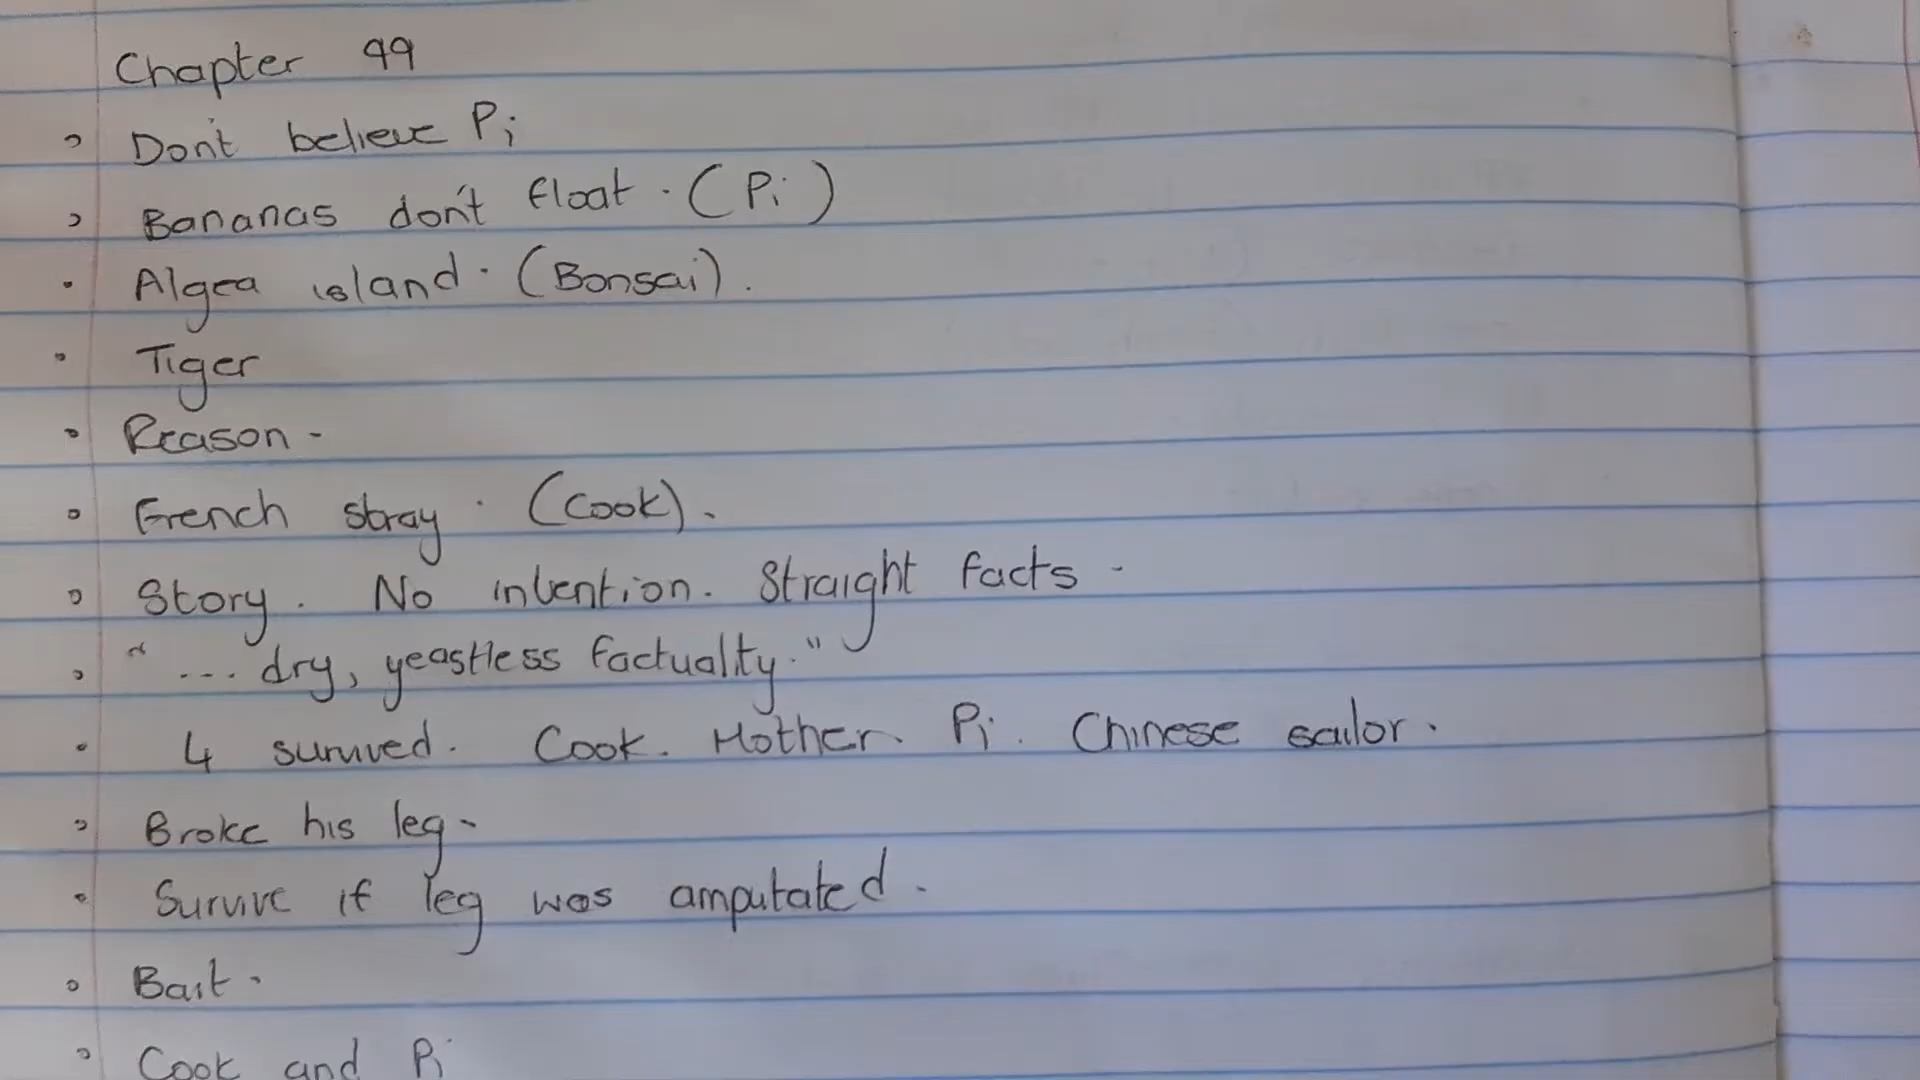 Chapter 99
Don't believe Pi
Bananas don't float. (Pi)
Algea island. (Bonsai).
Tiger
Reason -
French stray. (Cook).
Story. No invention. Straight facts -
"... dry, yeastless factuality."
4 survived. Cook. Mother. Pi. Chinese sailor.
Broke his leg -
Survive if leg was amputated.
Bait.
Cook and Pi